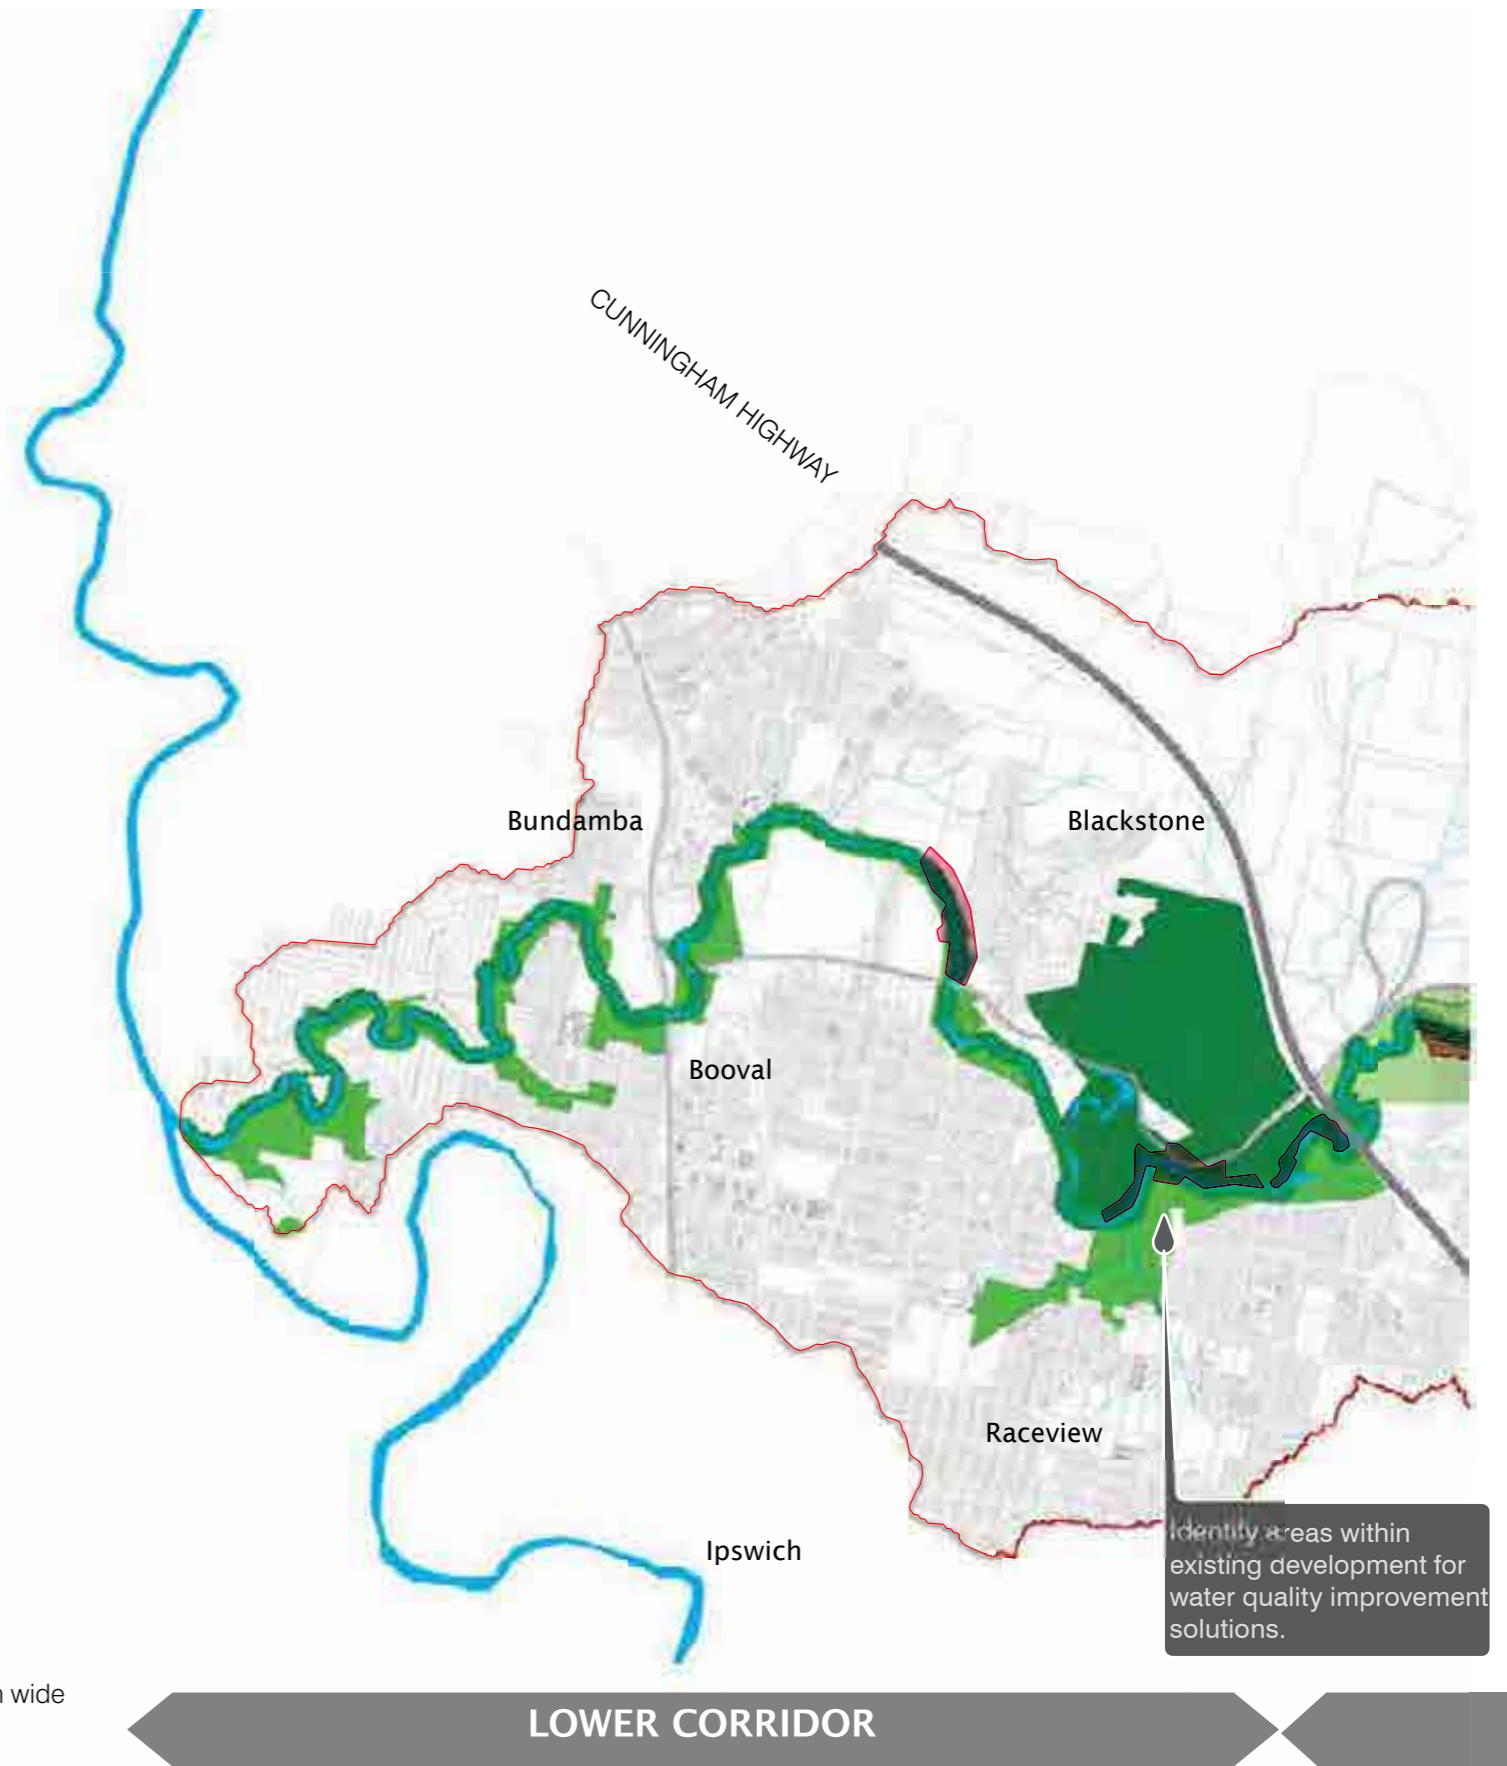 CUNNINGHAM HIGHWAY
Bundamba
Blackstone
Booval
Raceview
Ipswich
Identify areas within
existing development for
water quality improvement
solutions.
wide
LOWER CORRIDOR